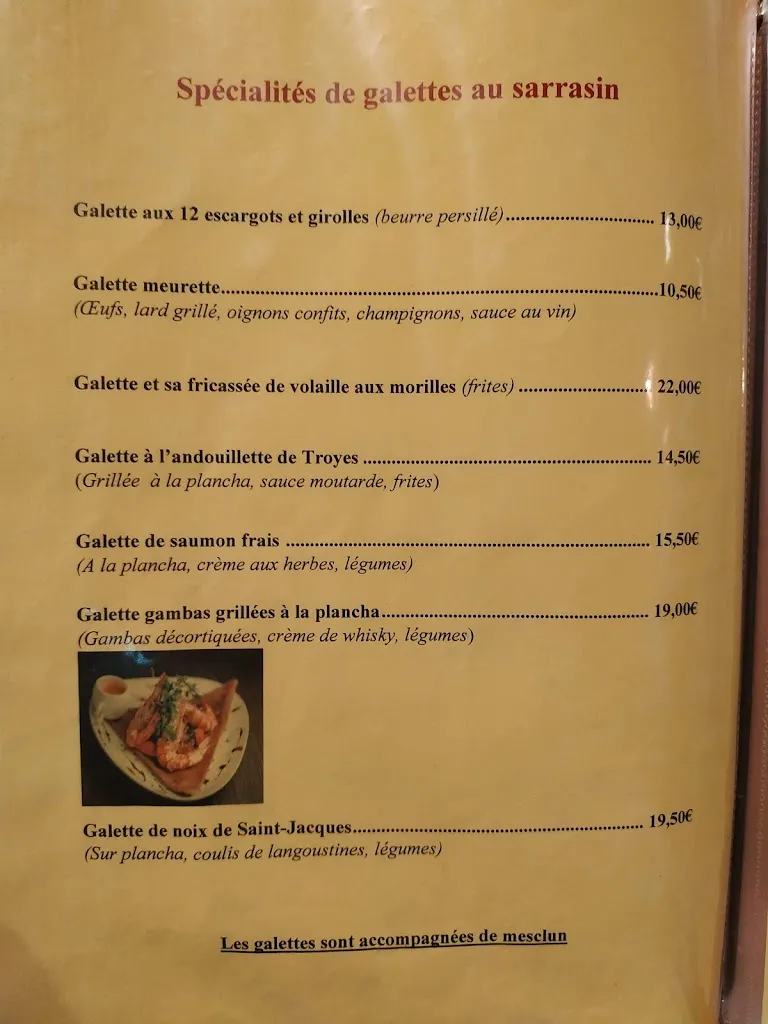 Spécialités de galettes au sarrasin
Galette aux 12 escargots et girolles (beurre persillé)..................................... 13,00€
Galette meurette...............................................................................................................10,50€
(Œufs, lard grillé, oignons confits, champignons, sauce au vin)
Galette et sa fricassée de volaille aux morilles (frites) ................................. 22,00€
Galette à l’andouillette de Troyes ........................................................................ 14,50€
(Grillée à la plancha, sauce moutarde, frites)
Galette de saumon frais ........................................................................................... 15,50€
(A la plancha, crème aux herbes, légumes)
Galette gambas grillées à la plancha.................................................................. 19,00€
(Gambas décortiquées, crème de whisky, légumes)
Galette de noix de Saint-Jacques......................................................................... 19,50€
(Sur plancha, coulis de langoustines, légumes)
Les galettes sont accompagnées de mesclun